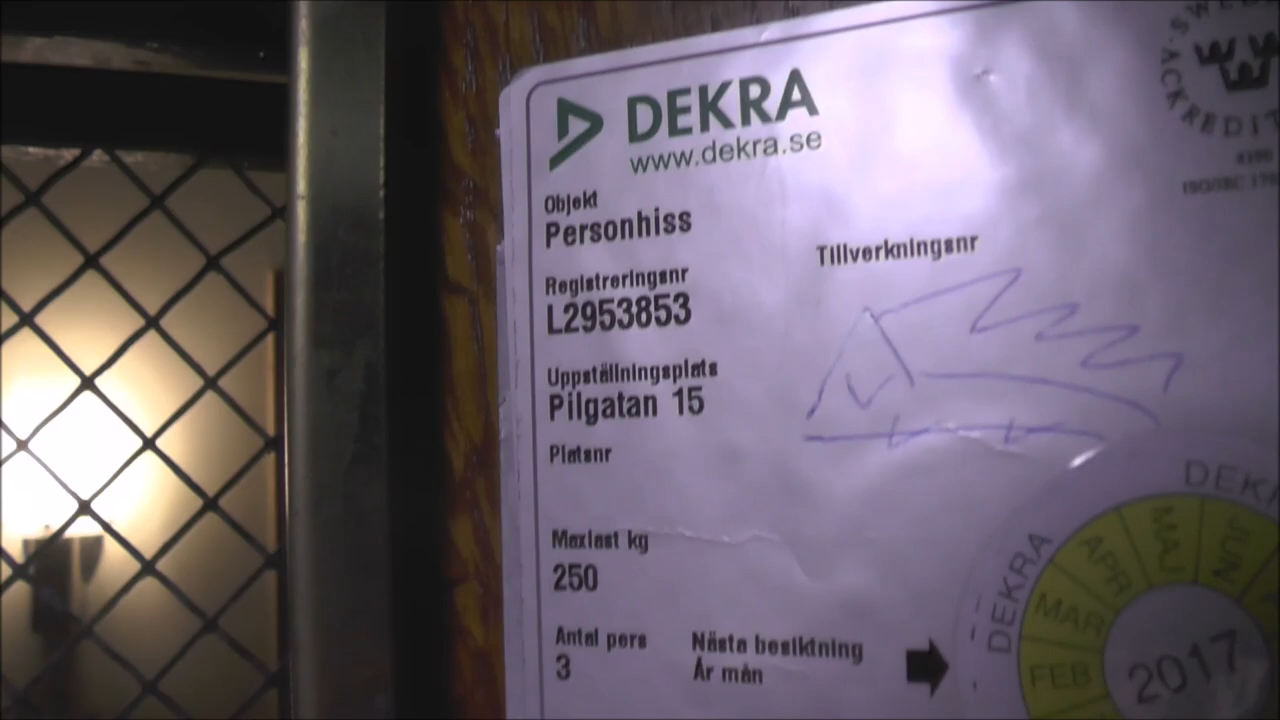 DEKRA
www.dekra.se
Objekt
Personhiss
Tillverkningsnr
Registreringsnr
L2953853
Uppställningsplats
Pilgatan 15
Platsnr
Maxlast kg
250
Antal pers
3
Nästa besiktning
År mån
DEKRA
FEB
MAR
APR
MAJ
JUN
2017